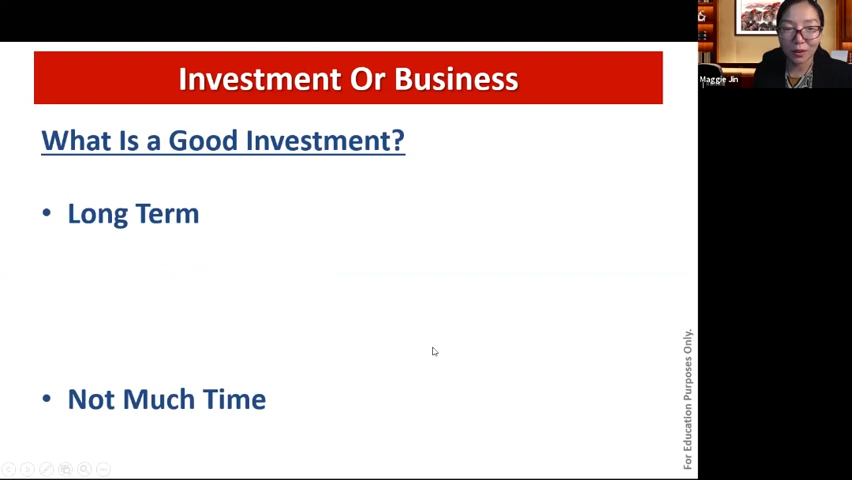 Investment Or Business
Maggie Jin
What Is a Good Investment?
• Long Term
• Not Much Time
For Education Purposes Only.